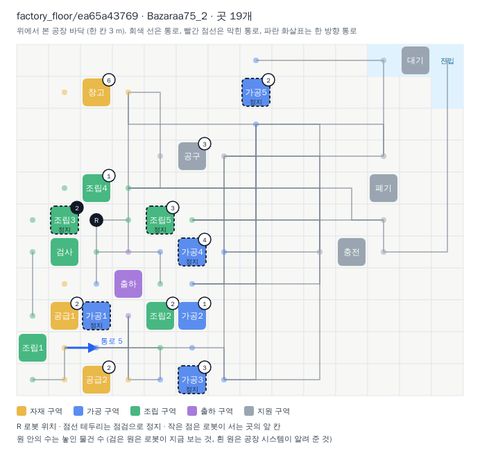 factory_floor/ea65a43769 · Bazaraa75_2 · 곳 19개
위에서 본 공장 바닥 (한 칸 3 m). 회색 선은 통로, 빨간 점선은 막힌 통로, 파란 화살표는 한 방향 통로
대기
진입
6
창고
2
가공5
정지
3
공구
1
조립4
폐기
2
조립3
정지
R
3
조립5
정지
검사
4
가공4
정지
충전
출하
2
공급1
가공1
정지
2
조립2
1
가공2
조립1
통로 5
2
공급2
3
가공3
정지
자재 구역
가공 구역
조립 구역
출하 구역
지원 구역
R 로봇 위치 · 점선 테두리는 점검으로 정지 · 작은 점은 로봇이 서는 곳의 앞 칸
원 안의 수는 놓인 물건 수 (검은 원은 로봇이 지금 보는 것, 흰 원은 공장 시스템이 알려 준 것)